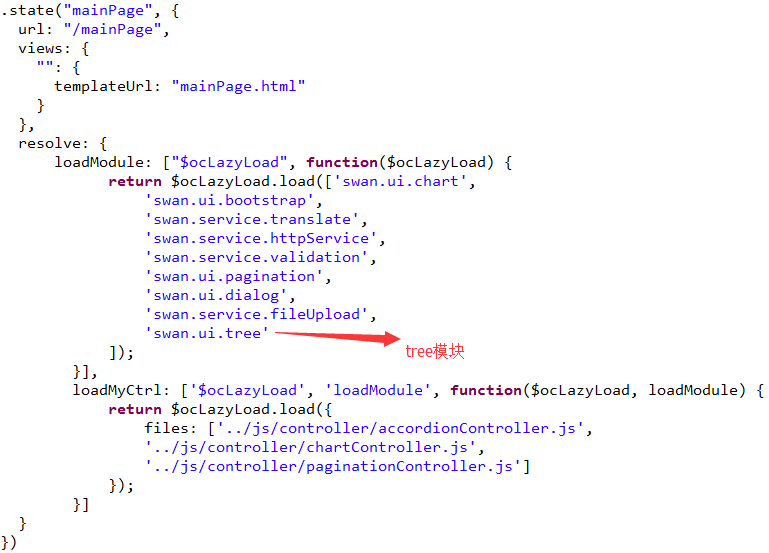 .state("mainPage", {
  url: "/mainPage",
  views: {
    "": {
      templateUrl: "mainPage.html"
    }
  },
  resolve: {
      loadModule: ["$ocLazyLoad", function($ocLazyLoad) {
            return $ocLazyLoad.load(['swan.ui.chart',
                'swan.ui.bootstrap',
                'swan.service.translate',
                'swan.service.httpService',
                'swan.service.validation',
                'swan.ui.pagination',
                'swan.ui.dialog',
                'swan.service.fileUpload',
                'swan.ui.tree'
tree模块
            ]);
        }],
        loadMyCtrl: ['$ocLazyLoad', 'loadModule', function($ocLazyLoad, loadModule) {
            return $ocLazyLoad.load({
                files: ['../js/controller/accordionController.js',
                '../js/controller/chartController.js',
                '../js/controller/paginationController.js']
            });
        }]
  }
})